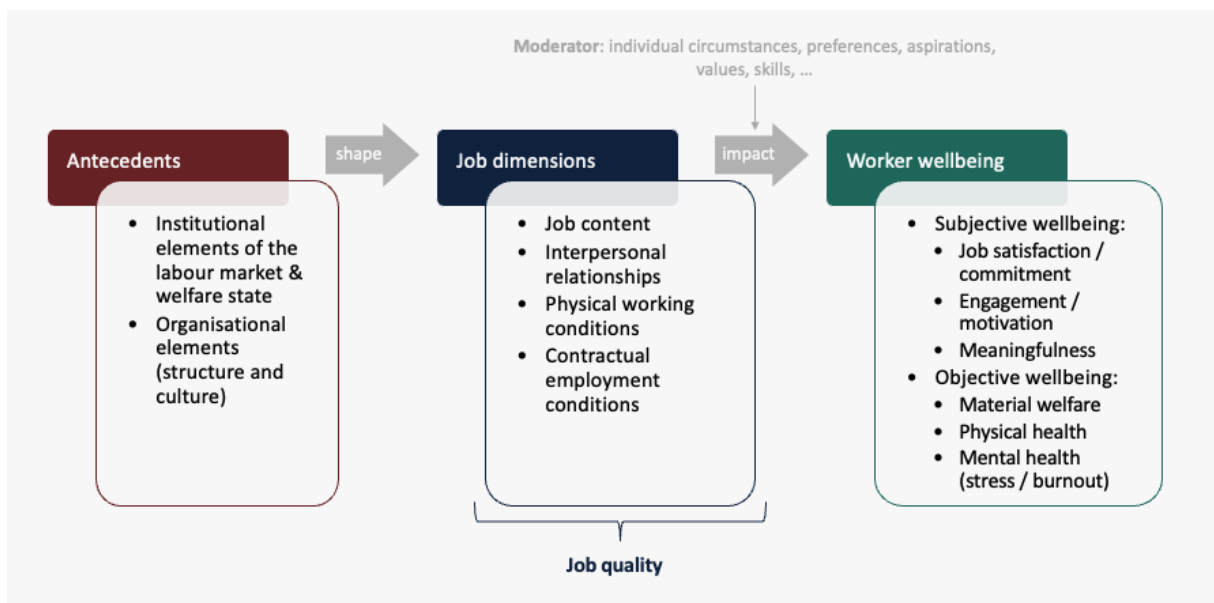 Moderator: individual circumstances, preferences, aspirations,
values, skills, ...
Antecedents
shape
Job dimensions
impact
Worker wellbeing
• Institutional
elements of the
labour market &
welfare state
• Organisational
elements
(structure and
culture)
• Job content
• Interpersonal
relationships
• Physical working
conditions
• Contractual
employment
conditions
• Subjective wellbeing:
• Job satisfaction /
commitment
• Engagement /
motivation
• Meaningfulness
• Objective wellbeing:
• Material welfare
• Physical health
• Mental health
(stress / burnout)
Job quality